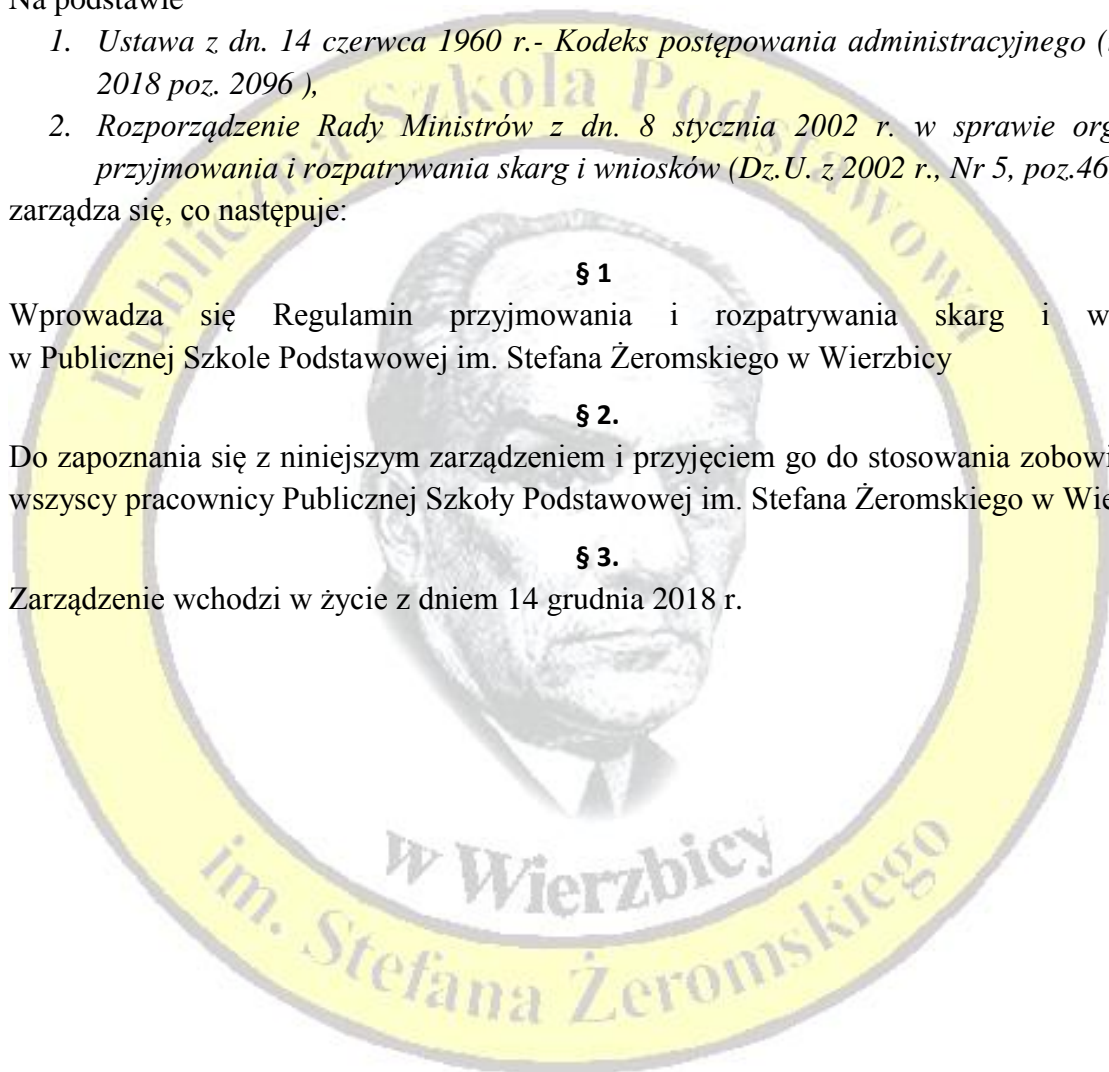 Na podstawie
1. Ustawa z dn. 14 czerwca 1960 r.- Kodeks postępowania administracyjnego (
2018 poz. 2096 ),
2. Rozporządzenie Rady Ministrów z dn. 8 stycznia 2002 r. w sprawie org
przyjmowania i rozpatrywania skarg i wniosków (Dz.U. z 2002 r., Nr 5, poz.46
zarządza się, co następuje:
§ 1
Wprowadza się Regulamin przyjmowania i rozpatrywania skarg i w
w Publicznej Szkole Podstawowej im. Stefana Żeromskiego w Wierzbicy
§ 2.
Do zapoznania się z niniejszym zarządzeniem i przyjęciem go do stosowania zobowi
wszyscy pracownicy Publicznej Szkoły Podstawowej im. Stefana Żeromskiego w Wie
§ 3.
Zarządzenie wchodzi w życie z dniem 14 grudnia 2018 r.
Publiczna Szkoła Podstawowa
w Wierzbicy
im. Stefana Żeromskiego